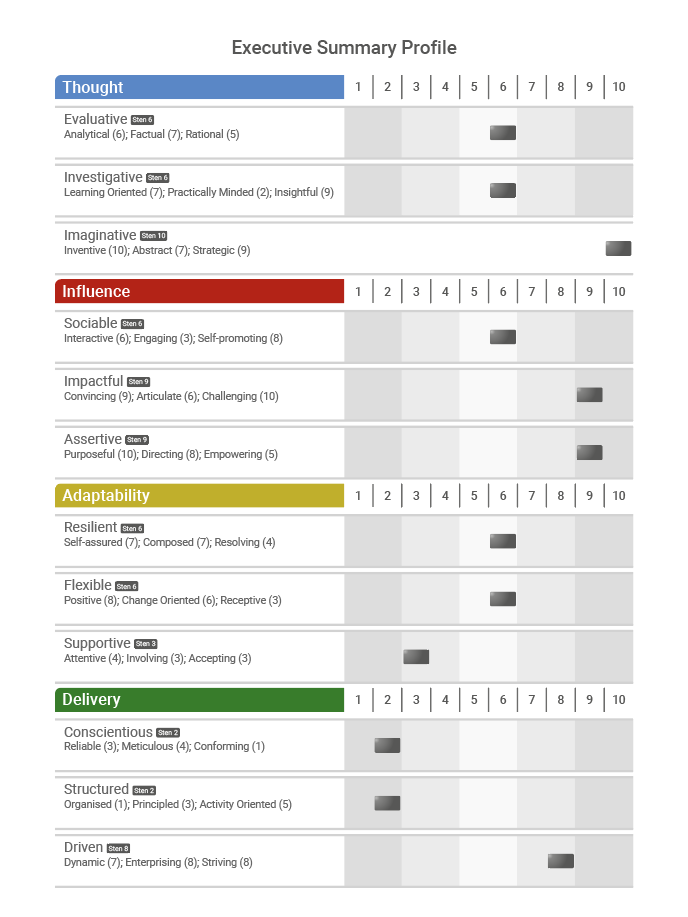 Executive Summary Profile
Thought 1 2 3 4 5 6 7 8 9 10
Evaluative Sten 6
Analytical (6); Factual (7); Rational (5)
Investigative Sten 6
Learning Oriented (7); Practically Minded (2); Insightful (9)
Imaginative Sten 10
Inventive (10); Abstract (7); Strategic (9)
Influence 1 2 3 4 5 6 7 8 9 10
Sociable Sten 6
Interactive (6); Engaging (3); Self-promoting (8)
Impactful Sten 9
Convincing (9); Articulate (6); Challenging (10)
Assertive Sten 9
Purposeful (10); Directing (8); Empowering (5)
Adaptability 1 2 3 4 5 6 7 8 9 10
Resilient Sten 6
Self-assured (7); Composed (7); Resolving (4)
Flexible Sten 6
Positive (8); Change Oriented (6); Receptive (3)
Supportive Sten 3
Attentive (4); Involving (3); Accepting (3)
Delivery 1 2 3 4 5 6 7 8 9 10
Conscientious Sten 2
Reliable (3); Meticulous (4); Conforming (1)
Structured Sten 2
Organised (1); Principled (3); Activity Oriented (5)
Driven Sten 8
Dynamic (7); Enterprising (8); Striving (8)